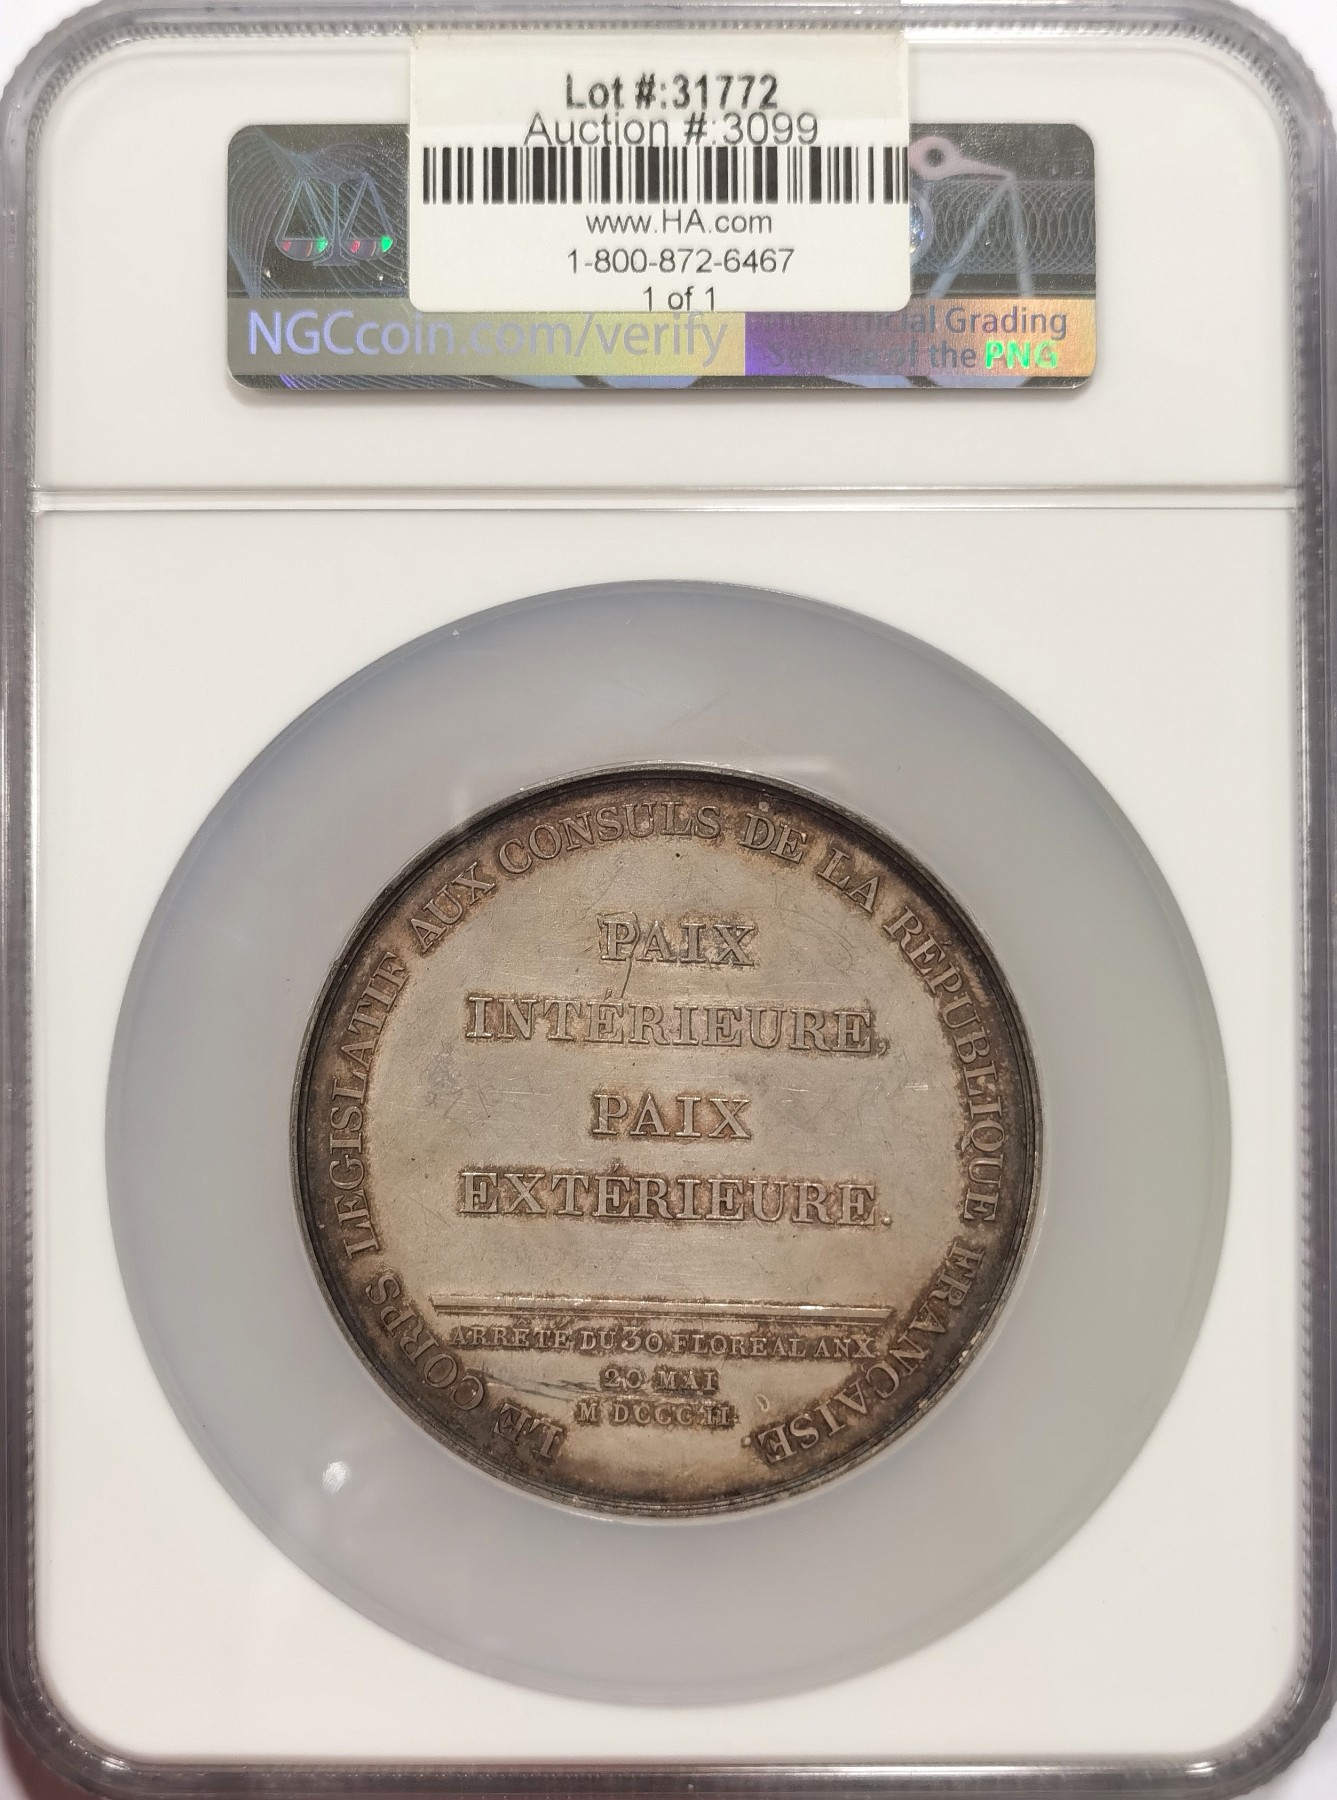 Lot #:31772
Auction #:3099
www.HA.com
1-800-872-6467
1 of 1
NGCcoin.com/verify
The Official Grading
Service of the PNG
LE CORPS LEGISLATIF AUX CONSULS DE LA RÉPUBLIQUE FRANCAISE.
PAIX
INTÉRIEURE,
PAIX
EXTÉRIEURE.
ARRÊTÉ DU 30 FLOREAL AN X.
20 MAI
M DCCC II.
D